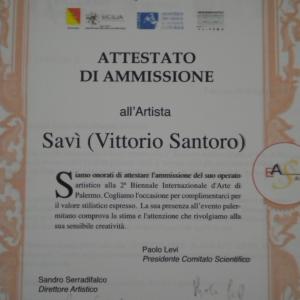 SICILIA
ATTESTATO
DI AMMISSIONE
all'Artista
Savì (Vittorio Santoro)
Siamo onorati di attestare l'ammissione del suo operato
artistico alla 2ª Biennale Internazionale d'Arte di
Palermo. Cogliamo l'occasione per complimentarci per
il valore stilistico espresso. La sua presenza all'evento paler-
mitano comprova la stima e l'attenzione che rivolgiamo alla
sua sensibile creatività.
EA
Paolo Levi
Presidente Comitato Scientifico
Sandro Serradifalco
Direttore Artistico